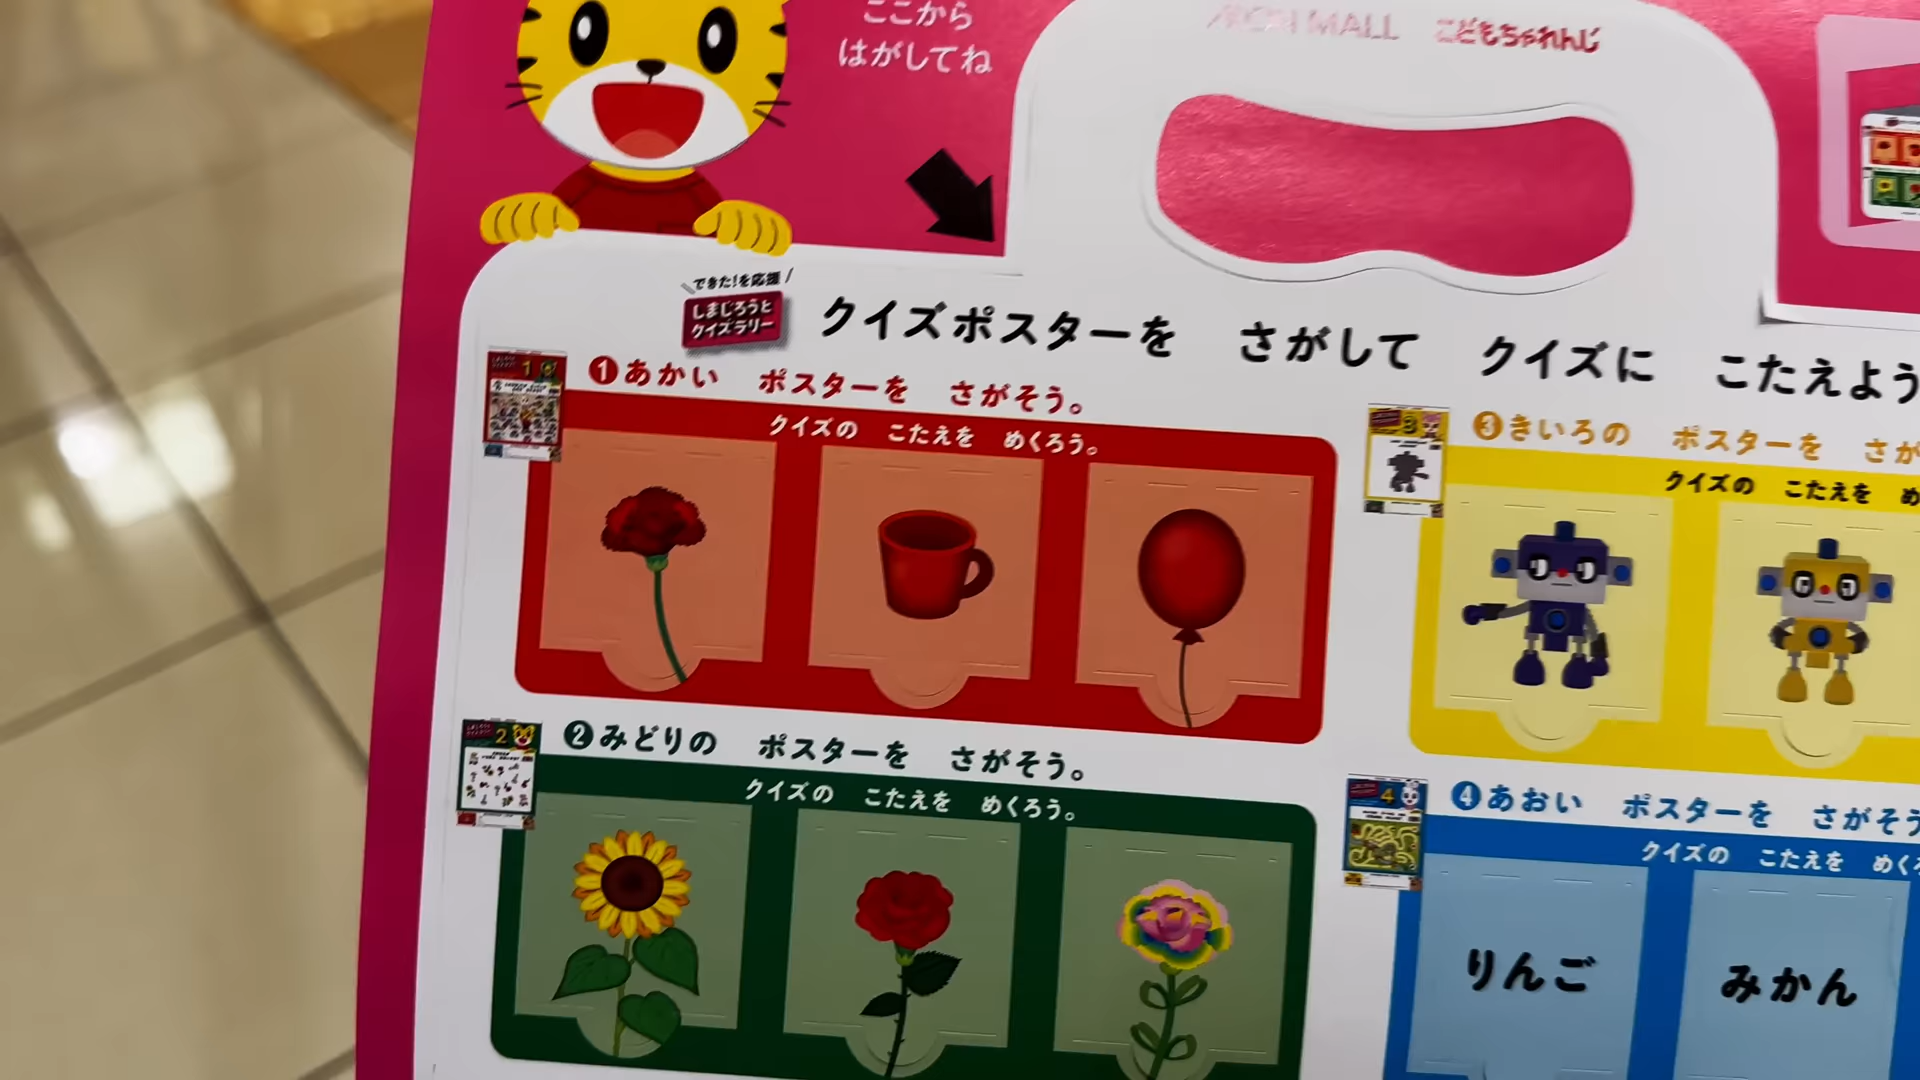 ここから
はがしてね
AEON MALL こどもちゃれんじ
できた!を応援
しまじろうと
クイズラリー
クイズポスターを さがして クイズに こたえよう
1 あかい ポスターを さがそう。
クイズの こたえを めくろう。
2 みどりの ポスターを さがそう。
クイズの こたえを めくろう。
3 きいろの ポスターを さが
クイズの こたえを め
4 あおい ポスターを さがそう
クイズの こたえを めくろ
りんご
みかん
1
2
3
4